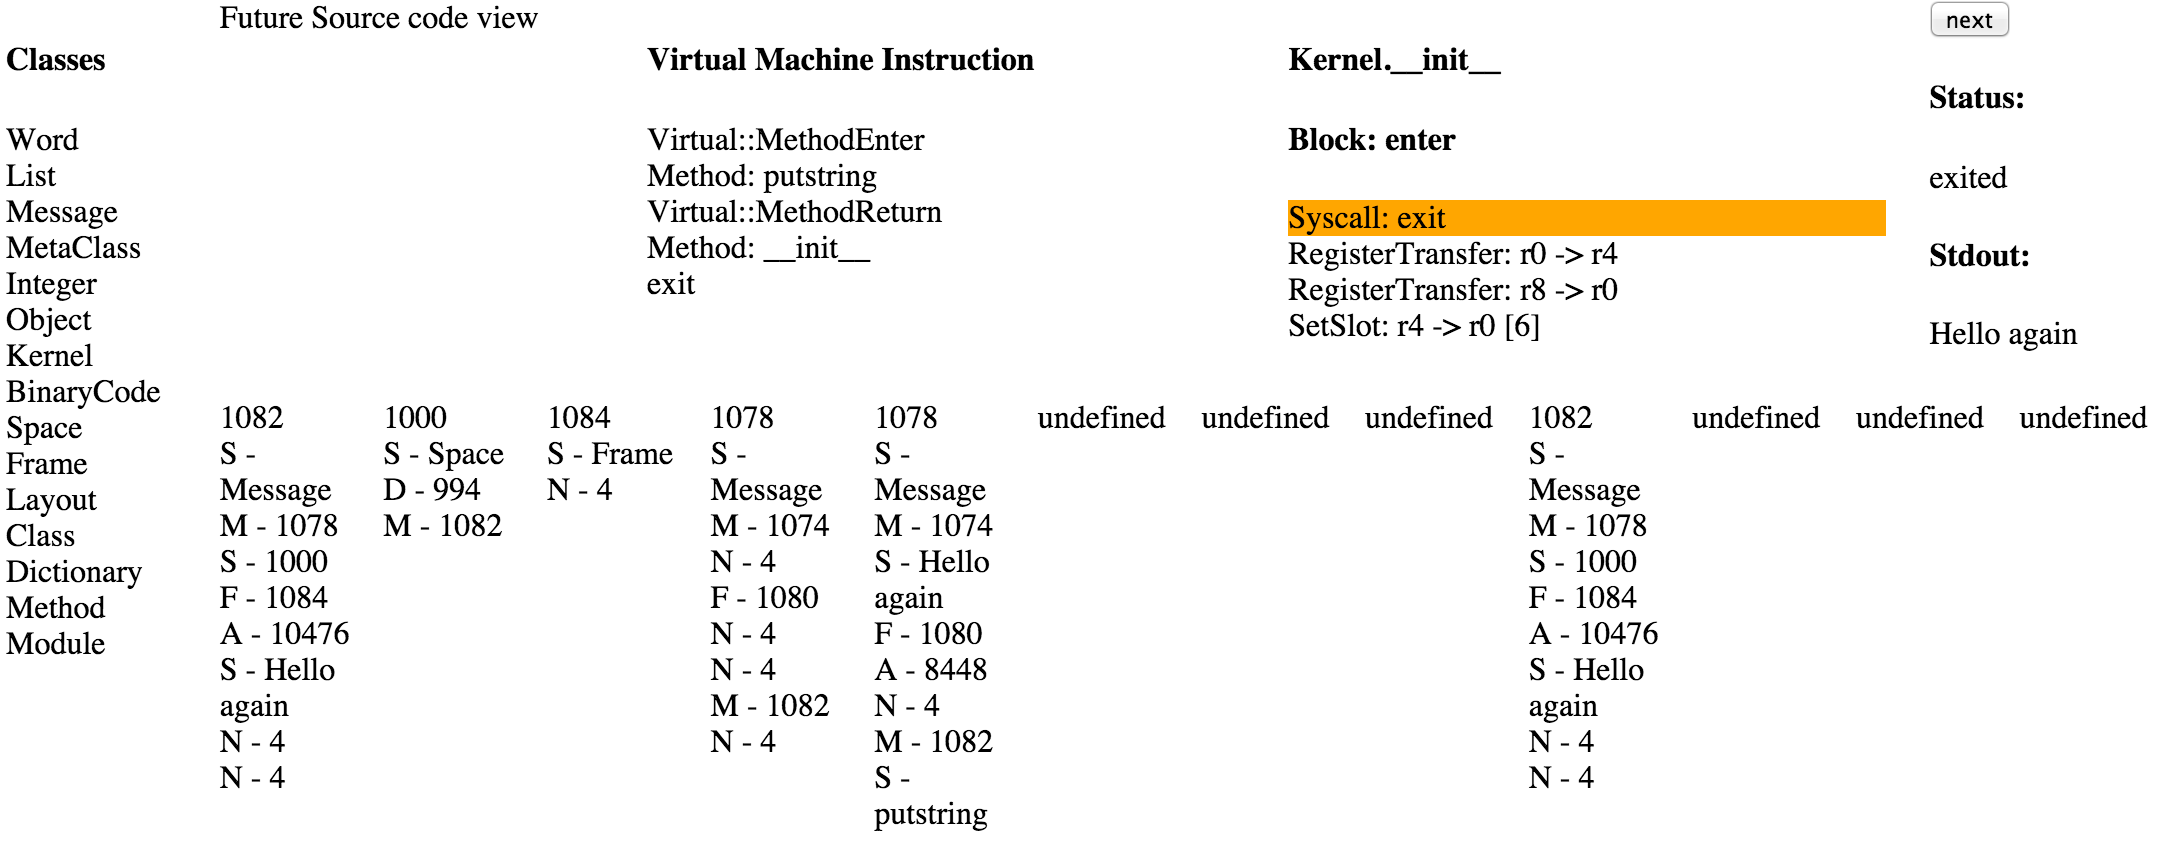 Future Source code view
next
Classes
Word
List
Message
MetaClass
Integer
Object
Kernel
BinaryCode
Space
Frame
Layout
Class
Dictionary
Method
Module
Virtual Machine Instruction
Virtual::MethodEnter
Method: putstring
Virtual::MethodReturn
Method: __init__
exit
Kernel.__init__
Block: enter
Syscall: exit
RegisterTransfer: r0 -> r4
RegisterTransfer: r8 -> r0
SetSlot: r4 -> r0 [6]
Status:
exited
Stdout:
Hello again
1082
S -
Message
M - 1078
S - 1000
F - 1084
A - 10476
S - Hello
again
N - 4
N - 4
1000
S - Space
D - 994
M - 1082
1084
S - Frame
N - 4
1078
S -
Message
M - 1074
N - 4
F - 1080
N - 4
N - 4
M - 1082
N - 4
1078
S -
Message
M - 1074
S - Hello
again
F - 1080
A - 8448
N - 4
M - 1082
S -
putstring
undefined
undefined
undefined
1082
S -
Message
M - 1078
S - 1000
F - 1084
A - 10476
S - Hello
again
N - 4
N - 4
undefined
undefined
undefined